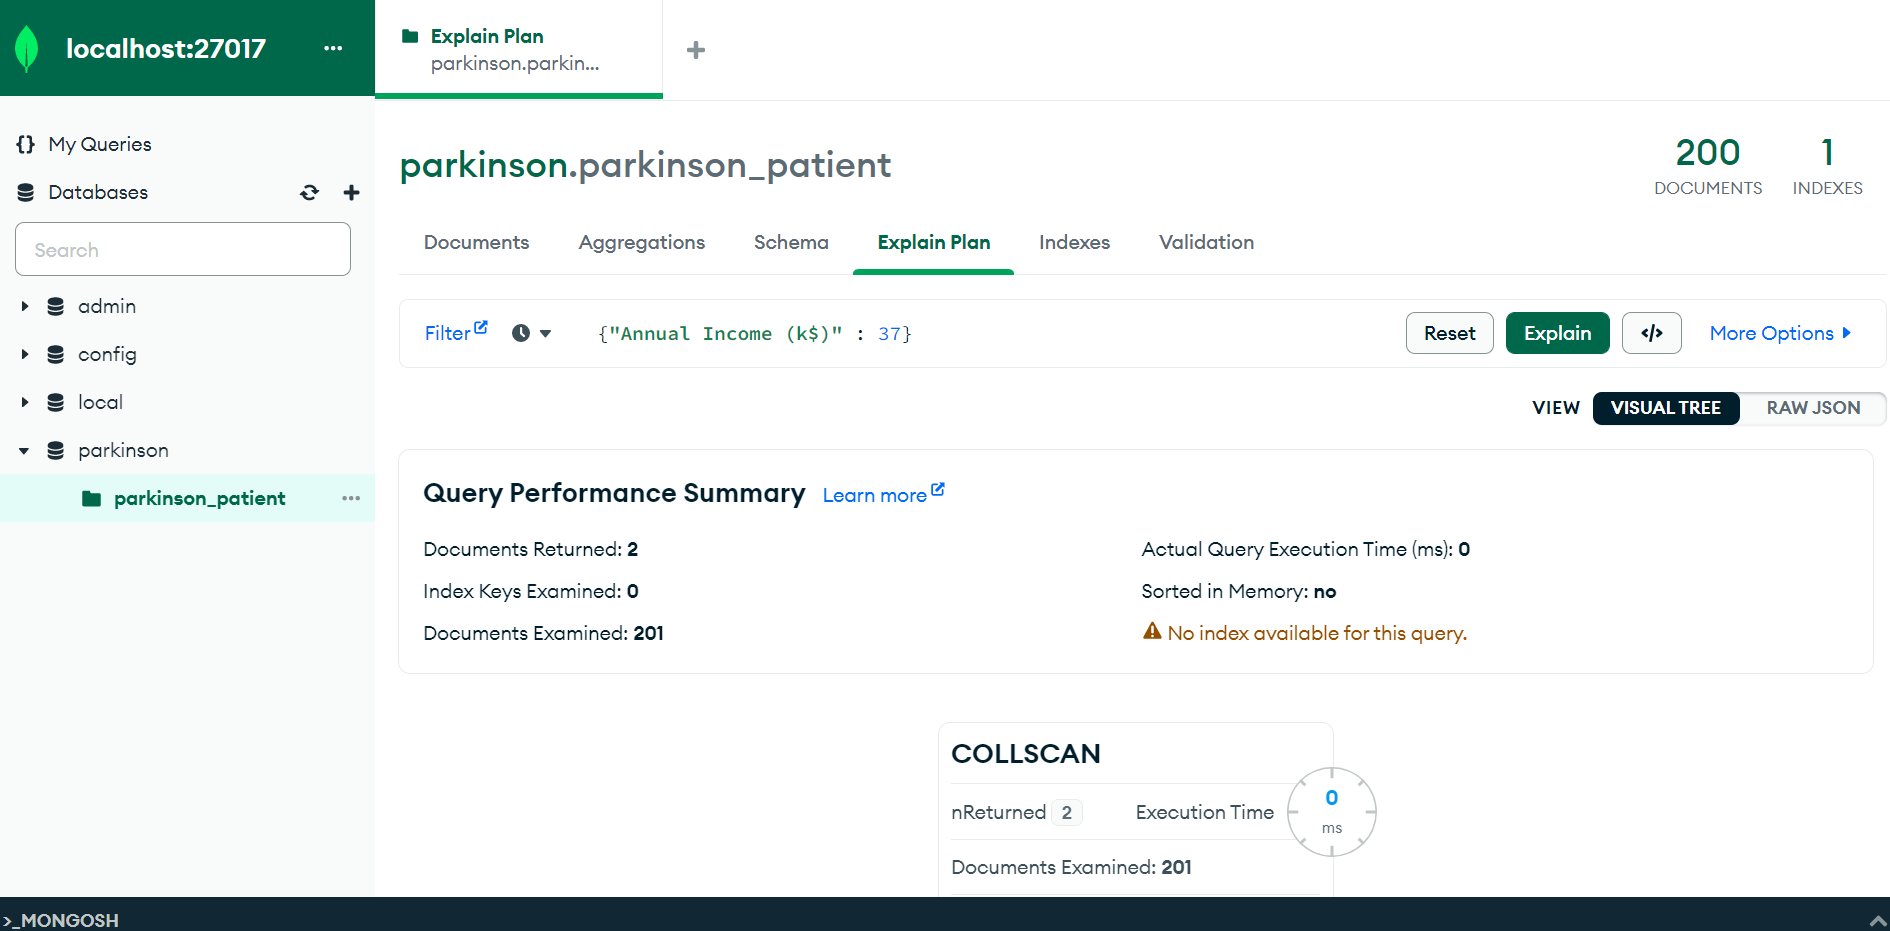 localhost:27017
Explain Plan
parkinson.parkin...
My Queries
Databases
Search
admin
config
local
parkinson
parkinson_patient
parkinson.parkinson_patient
200
DOCUMENTS
1
INDEXES
Documents
Aggregations
Schema
Explain Plan
Indexes
Validation
Filter
{"Annual Income (k$)" : 37}
Reset
Explain
</>
More Options
VIEW
VISUAL TREE
RAW JSON
Query Performance Summary
Learn more
Documents Returned: 2
Index Keys Examined: 0
Documents Examined: 201
Actual Query Execution Time (ms): 0
Sorted in Memory: no
No index available for this query.
COLLSCAN
nReturned 2
Execution Time
0
ms
Documents Examined: 201
>_MONGOSH